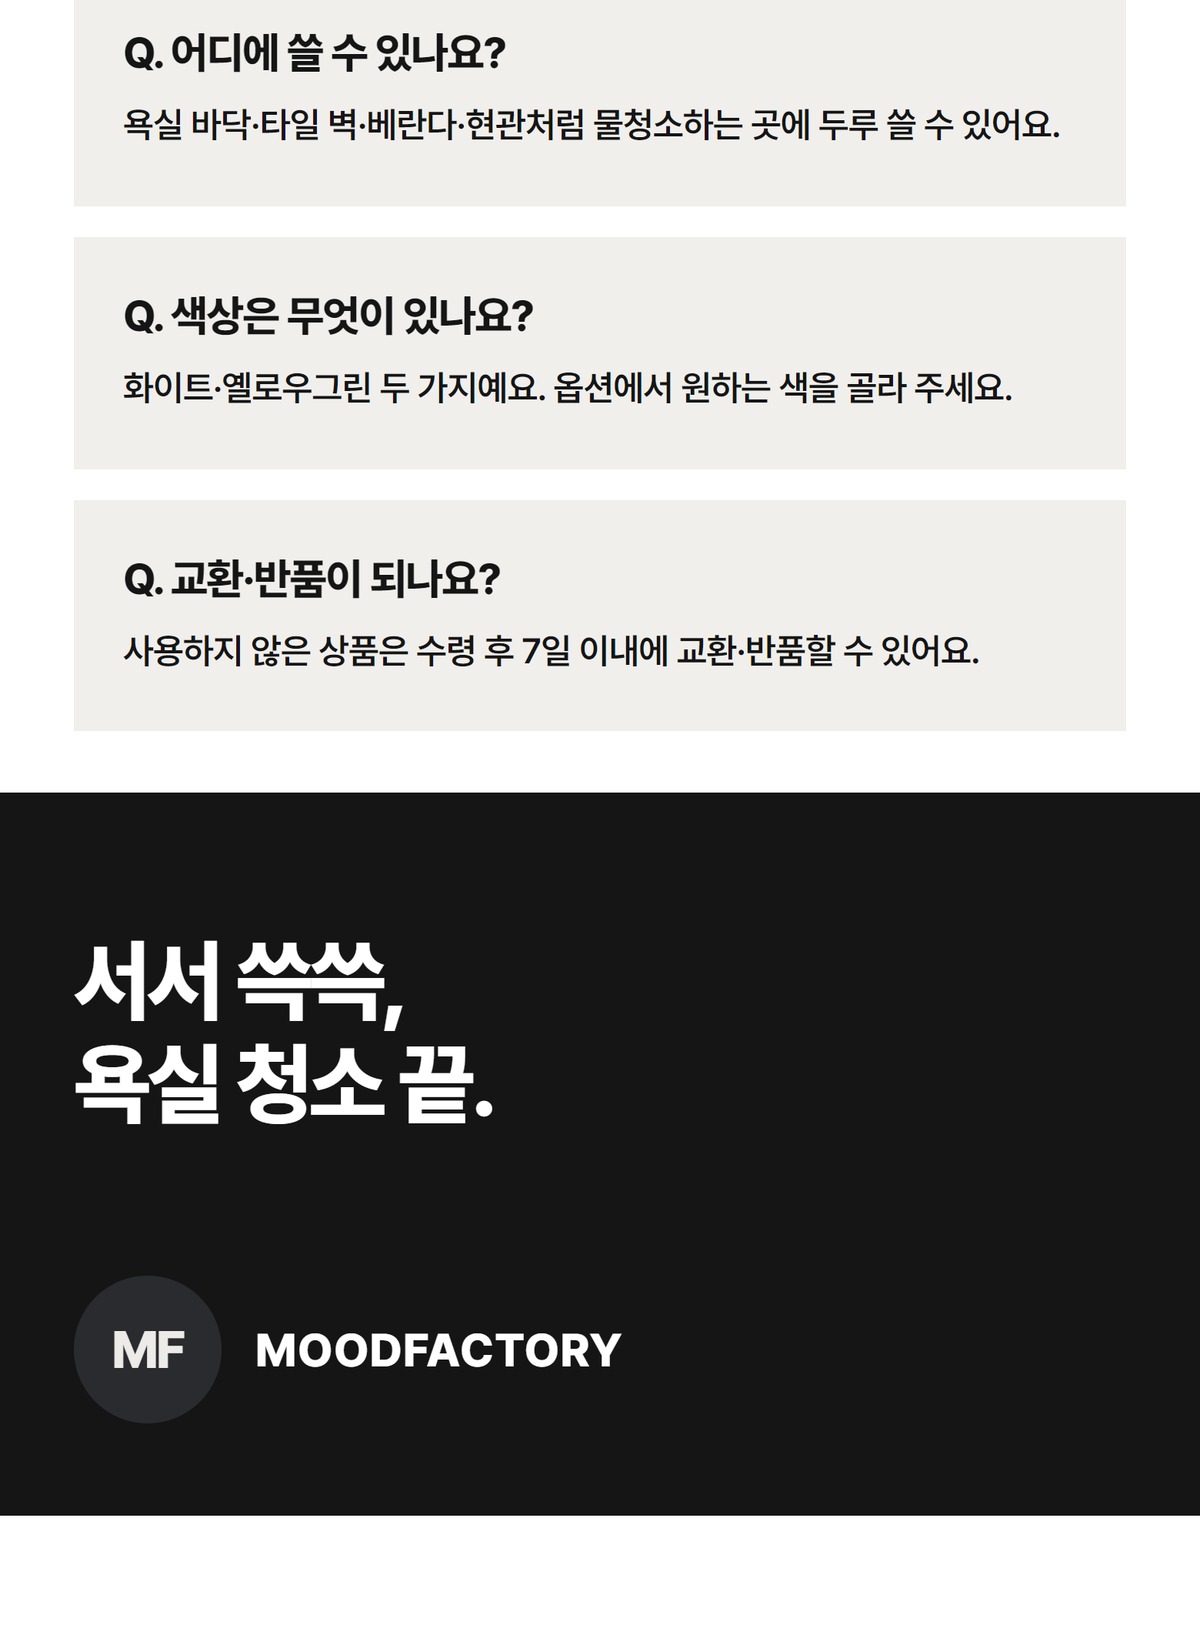 Q. 어디에 쓸 수 있나요?
욕실 바닥·타일 벽·베란다·현관처럼 물청소하는 곳에 두루 쓸 수 있어요.
Q. 색상은 무엇이 있나요?
화이트·옐로우그린 두 가지예요. 옵션에서 원하는 색을 골라 주세요.
Q. 교환·반품이 되나요?
사용하지 않은 상품은 수령 후 7일 이내에 교환·반품할 수 있어요.
서서 쓱쓱,
욕실 청소 끝.
MF MOODFACTORY